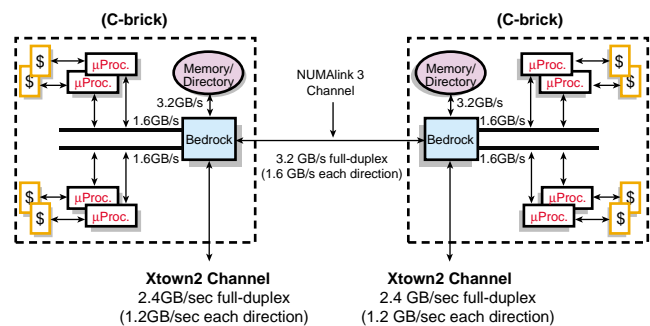 (C-brick)
(C-brick)
$
$
µProc.
µProc.
Memory/
Directory
3.2GB/s
1.6GB/s
Bedrock
1.6GB/s
$
$
µProc.
µProc.
NUMAlink 3
Channel
3.2 GB/s full-duplex
(1.6 GB/s each direction)
Memory/
Directory
3.2GB/s
1.6GB/s
Bedrock
1.6GB/s
µProc.
µProc.
$
$
µProc.
µProc.
$
$
Xtown2 Channel
2.4GB/sec full-duplex
(1.2GB/sec each direction)
Xtown2 Channel
2.4 GB/sec full-duplex
(1.2 GB/sec each direction)